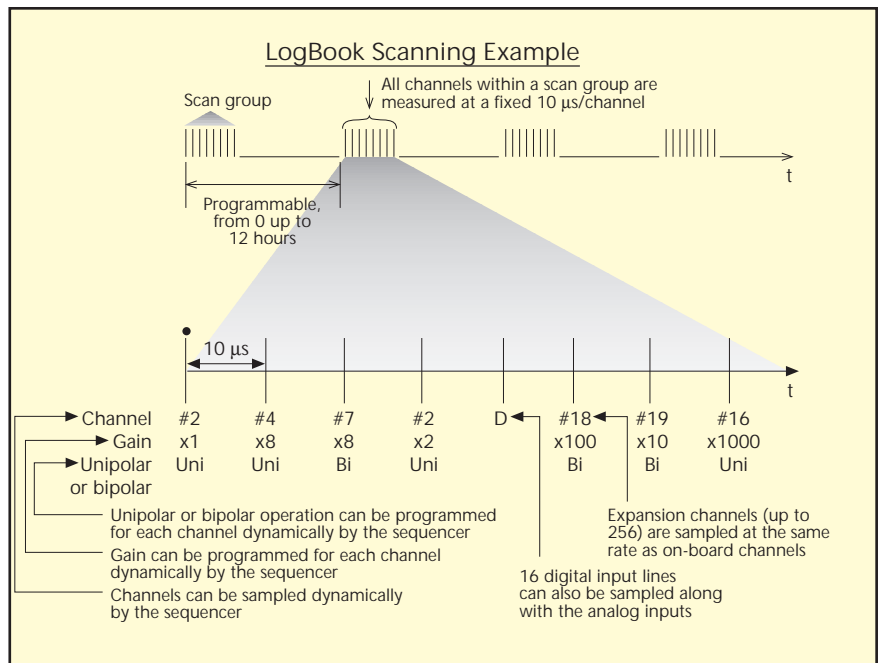 LogBook Scanning Example
Scan group
All channels within a scan group are
measured at a fixed 10 µs/channel
t
Programmable,
from 0 up to
12 hours
10 µs
t
Channel #2 #4 #7 #2 D #18 #19 #16
Gain x1 x8 x8 x2 x100 x10 x1000
Unipolar Uni Uni Bi Uni Bi Bi Uni
or bipolar
Unipolar or bipolar operation can be programmed
for each channel dynamically by the sequencer
Gain can be programmed for each channel
dynamically by the sequencer
Channels can be sampled dynamically
by the sequencer
Expansion channels (up to
256) are sampled at the same
rate as on-board channels
16 digital input lines
can also be sampled along
with the analog inputs